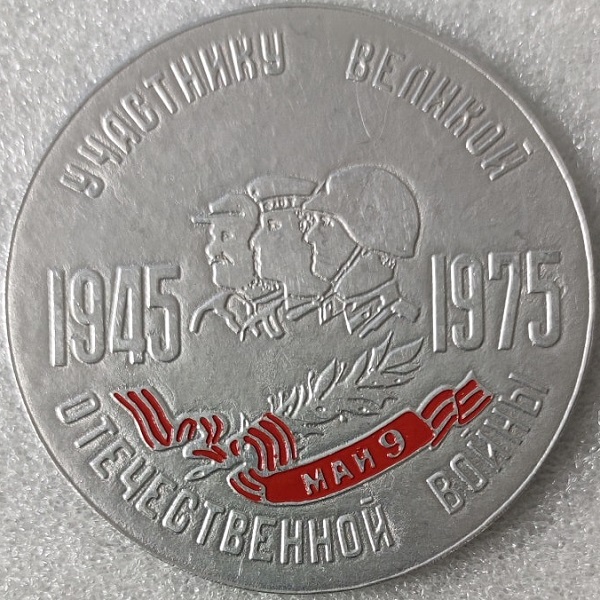 УЧАСТНИКУ ВЕЛИКОЙ
1945 1975
МАЙ 9
ОТЕЧЕСТВЕННОЙ ВОЙНЫ